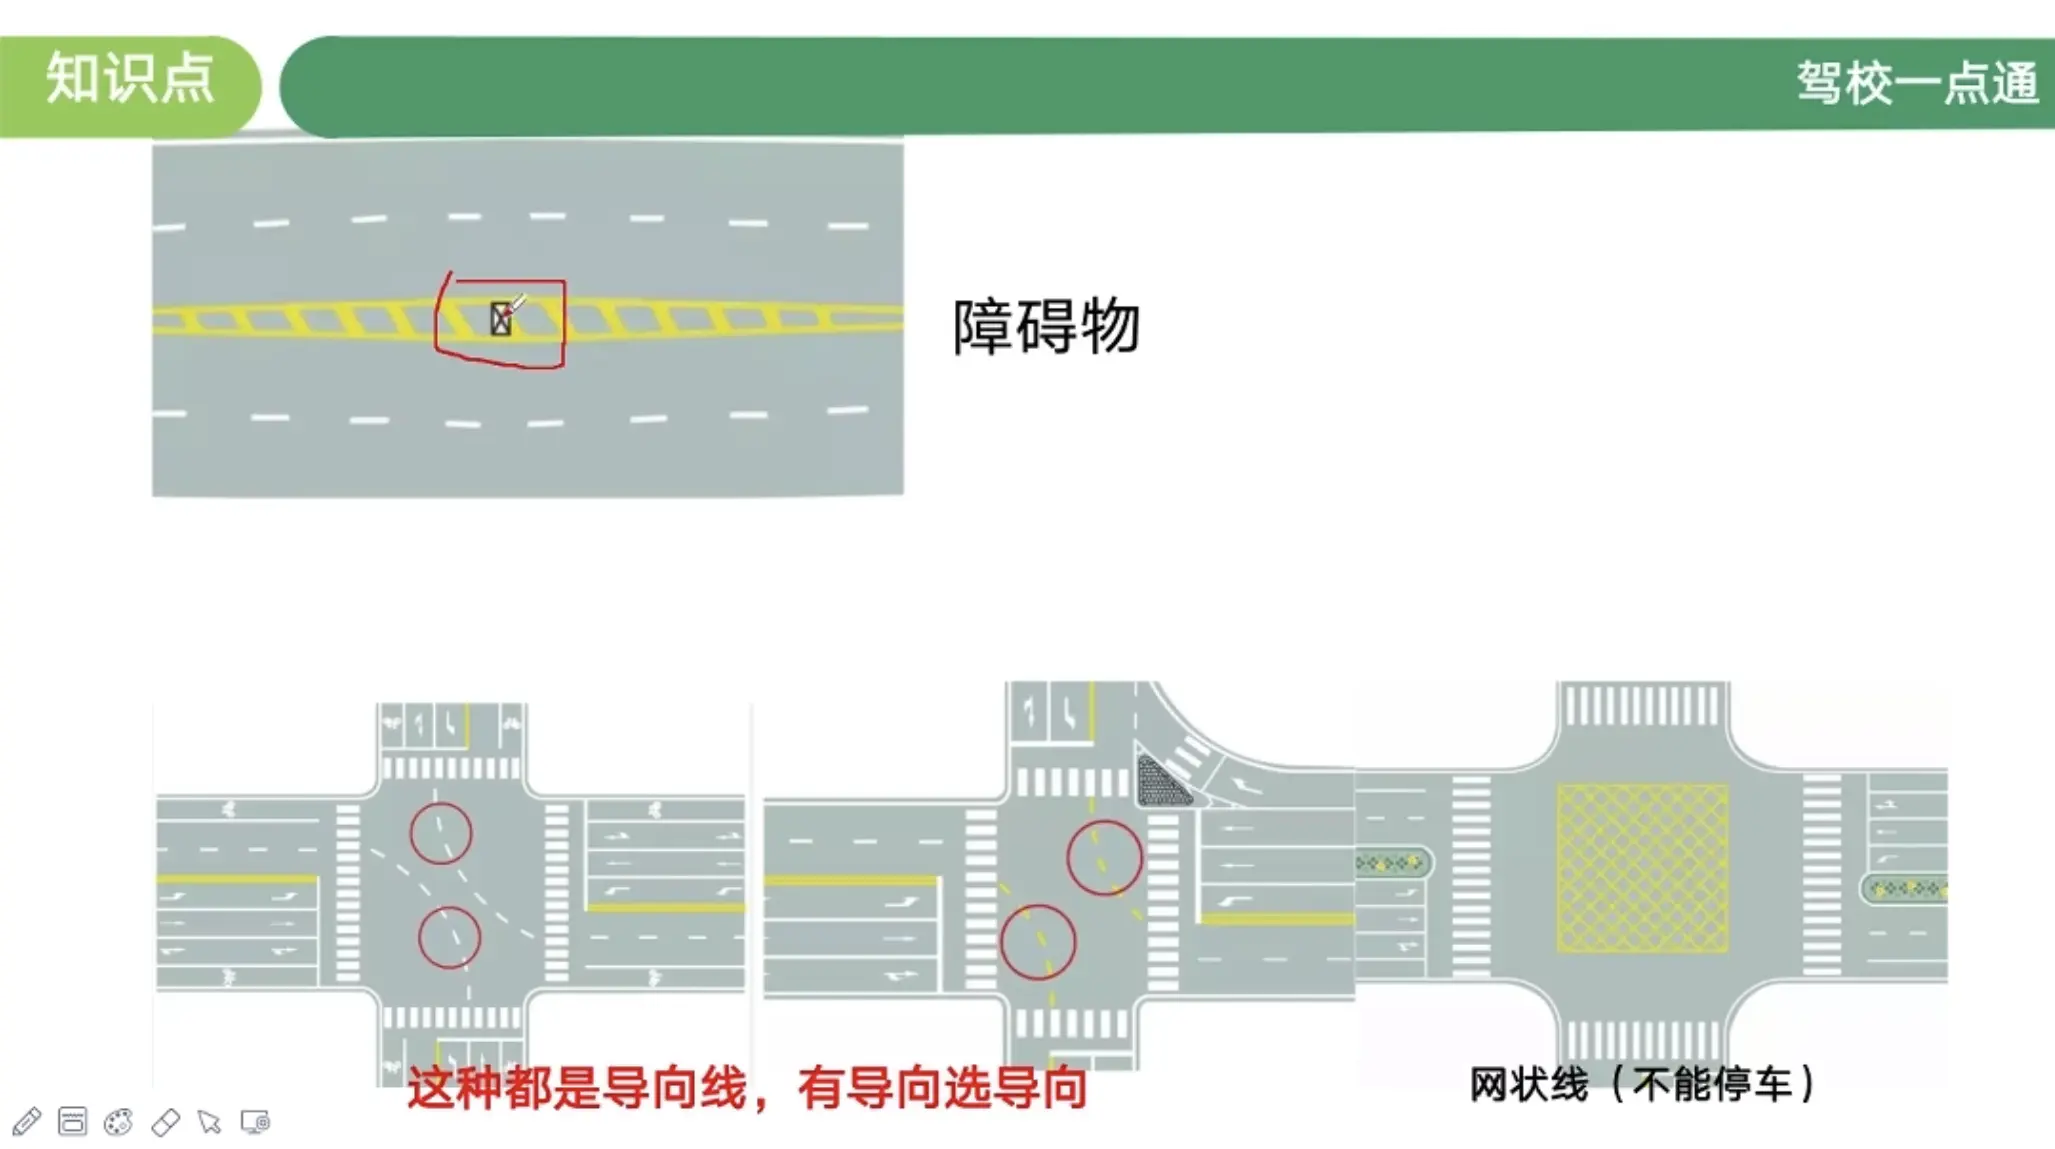 知识点
驾校一点通
障碍物
这种都是导向线，有导向选导向
网状线（不能停车）